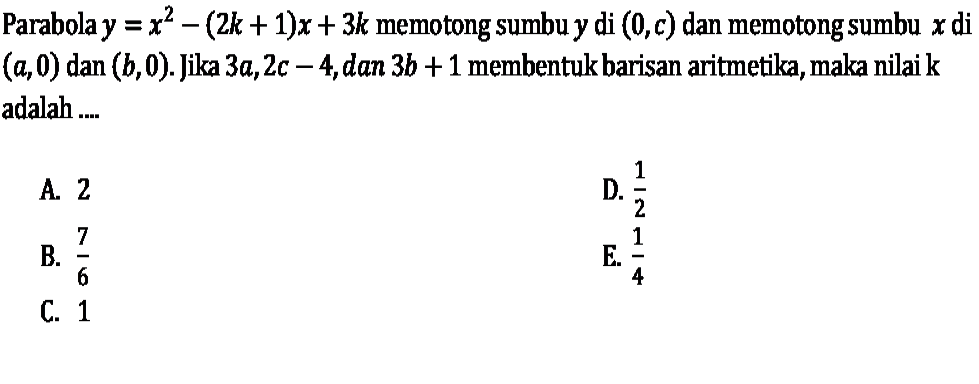 Parabola y = x² − (2k + 1)x + 3k memotong sumbu y di (0, c) dan memotong sumbu x di
(a, 0) dan (b, 0). Jika 3a, 2c − 4, dan 3b + 1 membentuk barisan aritmetika, maka nilai k
adalah ....
A. 2
B. 7/6
C. 1
D. 1/2
E. 1/4